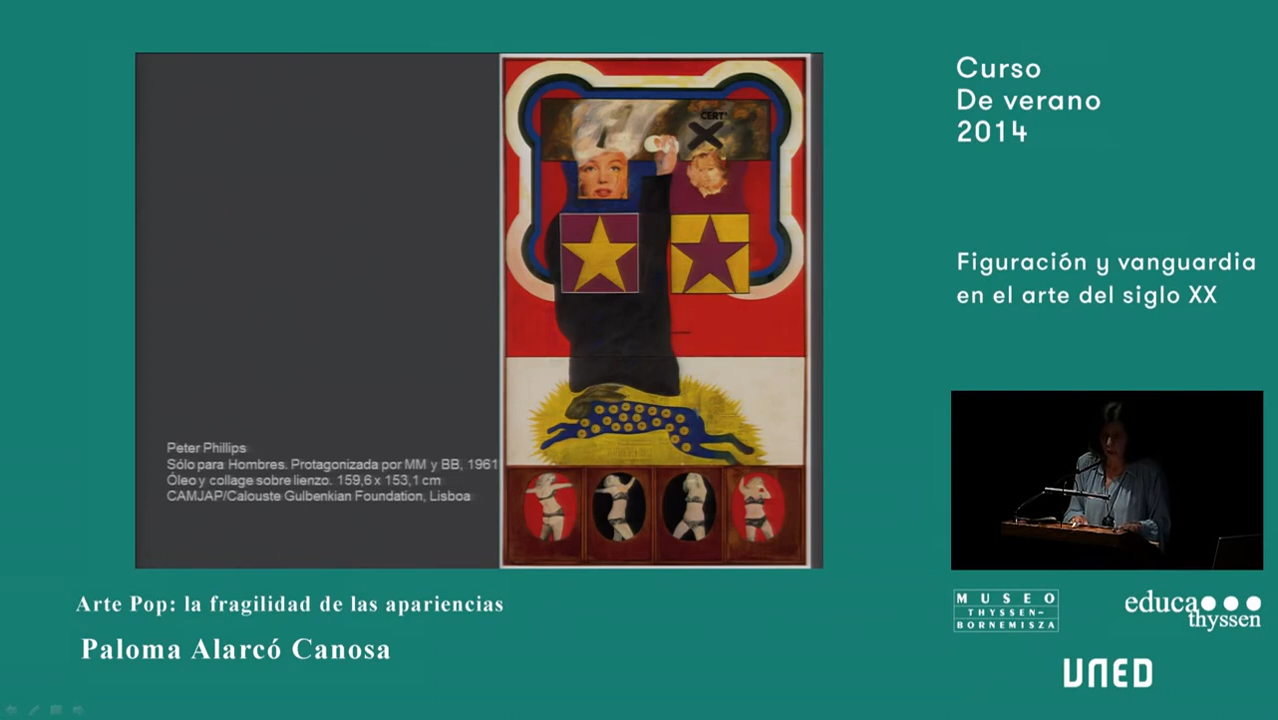 CERT
Peter Phillips
Sólo para Hombres. Protagonizada por MM y BB, 1961
Óleo y collage sobre lienzo. 159,6 x 153,1 cm
CAMJAP/Calouste Gulbenkian Foundation, Lisboa
Arte Pop: la fragilidad de las apariencias
Paloma Alarcó Canosa
Curso
De verano
2014
Figuración y vanguardia
en el arte del siglo XX
MUSEO
THYSSEN-
BORNEMISZA
educa
thyssen
UNED